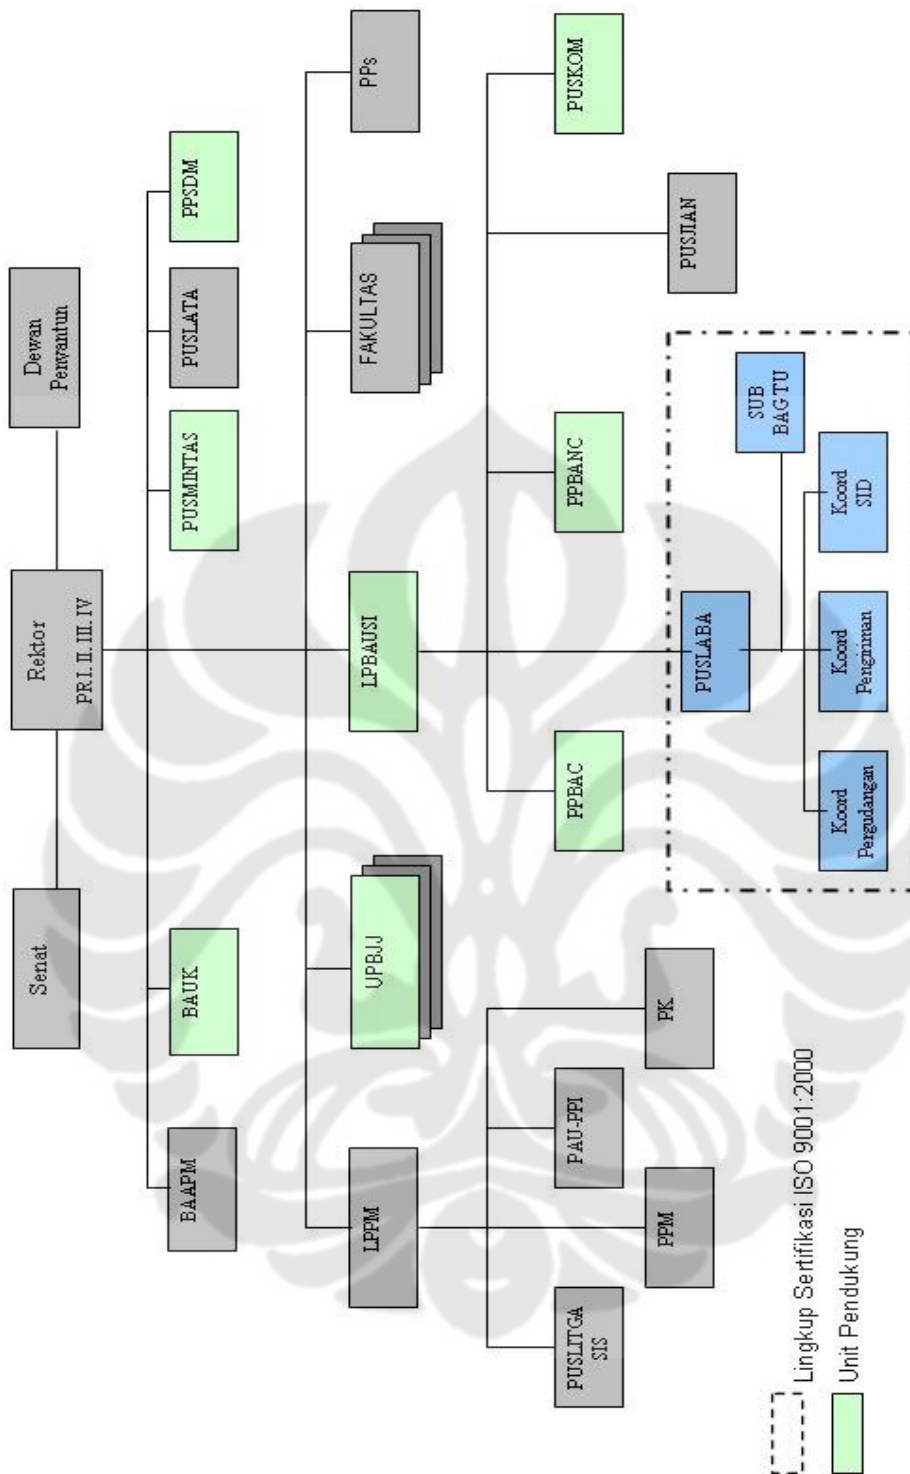 Senat
Rektor
PRI. II. III. IV
Dewan
Penyantun
BAAPM
BAUK
PUSMINTAS
PUSLATA
PPSDM
LPPM
UPBJJ
LPBAUSI
FAKULTAS
PPs
PUSLITGA
SIS
PAU-PPI
PPBAC
PPBANC
PUSKOM
PPM
PK
PUSLABA
PUSJIAN
SUB
BAGTU
Koord
Pergudangan
Koord
Pengiriman
Koord
SID
Lingkup Sertifikasi ISO 9001:2000
Unit Pendukung